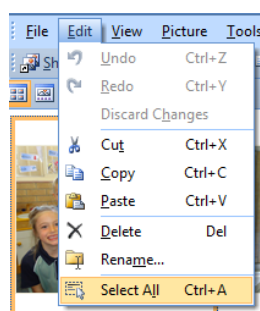 File Edit View Picture Tools
Sh
Undo Ctrl+Z
Redo Ctrl+Y
Discard Changes
Cut Ctrl+X
Copy Ctrl+C
Paste Ctrl+V
Delete Del
Rename...
Select All Ctrl+A